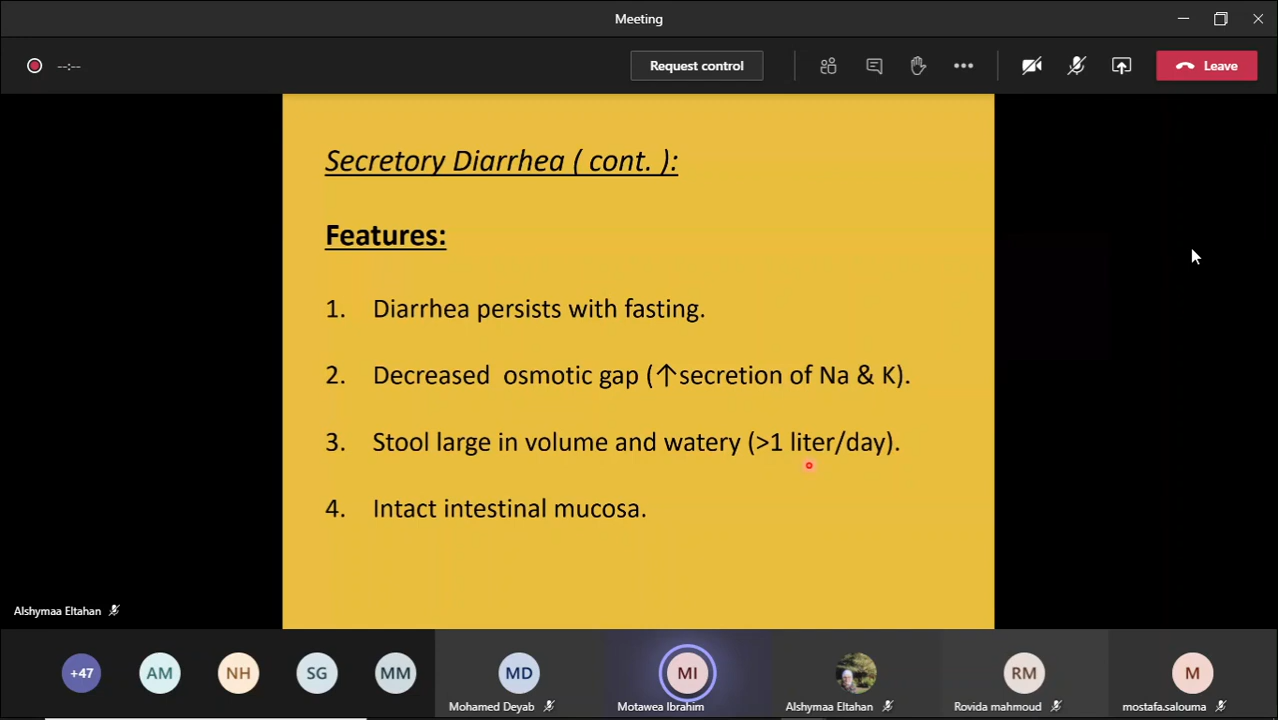 Meeting
--:--
Request control
Leave
Secretory Diarrhea ( cont. ):
Features:
1. Diarrhea persists with fasting.
2. Decreased osmotic gap (↑secretion of Na & K).
3. Stool large in volume and watery (>1 liter/day).
4. Intact intestinal mucosa.
Alshymaa Eltahan
+47
AM
NH
SG
MM
MD
MI
RM
M
Mohamed Deyab
Motawea Ibrahim
Alshymaa Eltahan
Rovida mahmoud
mostafa.salouma